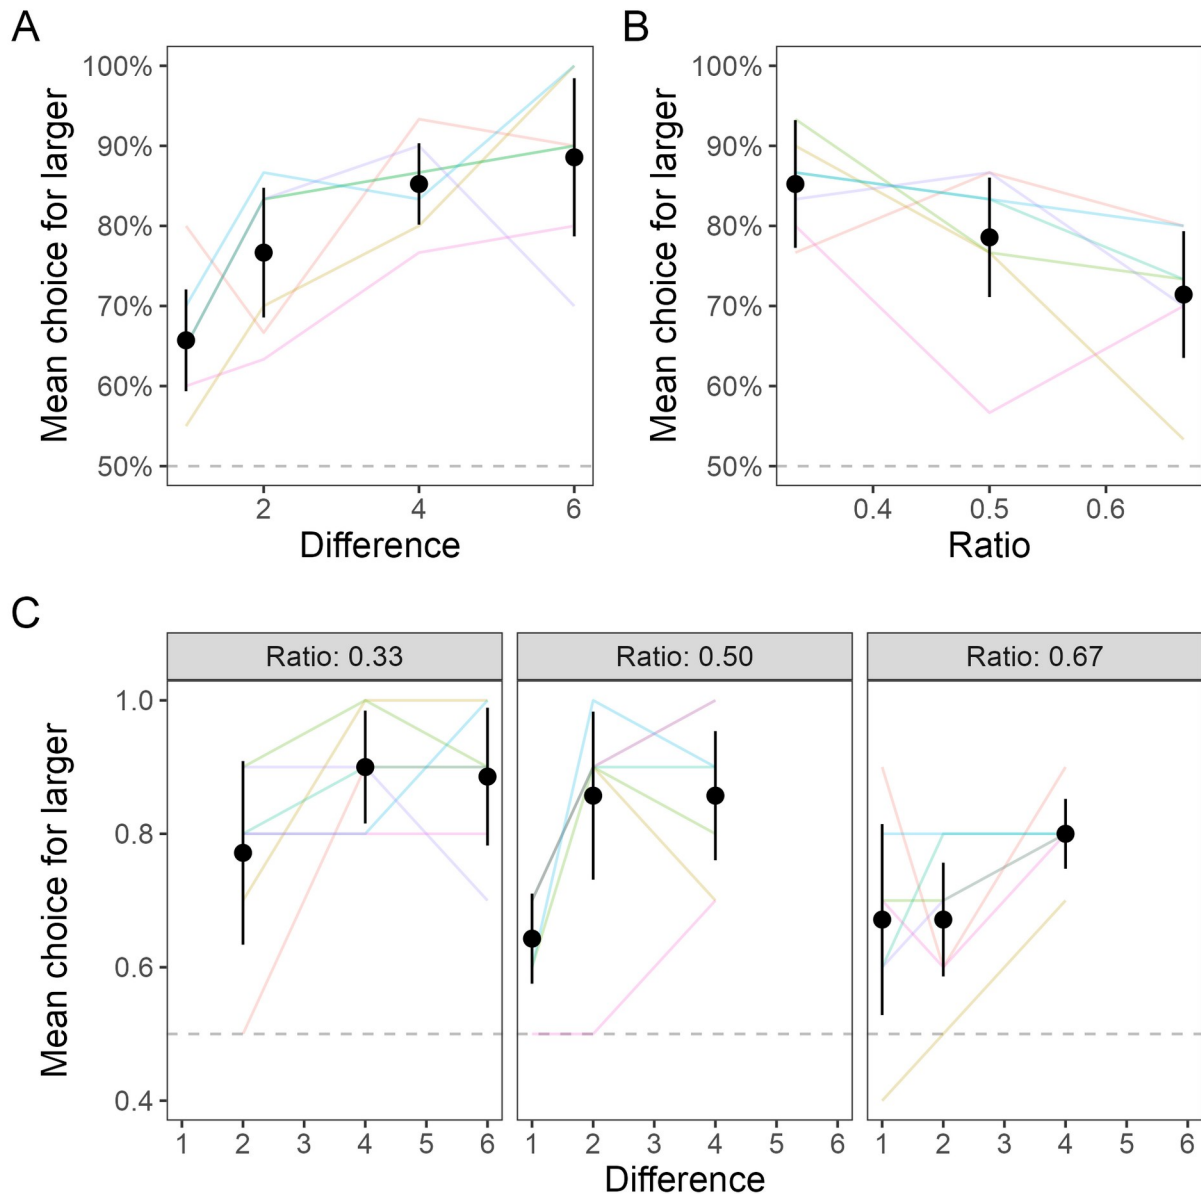 A
Mean choice for larger
100%
90%
80%
70%
60%
50%
2 4 6
Difference
B
Mean choice for larger
100%
90%
80%
70%
60%
50%
0.4 0.5 0.6
Ratio
C
Ratio: 0.33 Ratio: 0.50 Ratio: 0.67
Mean choice for larger
1.0
0.8
0.6
0.4
1 2 3 4 5 6 1 2 3 4 5 6 1 2 3 4 5 6
Difference